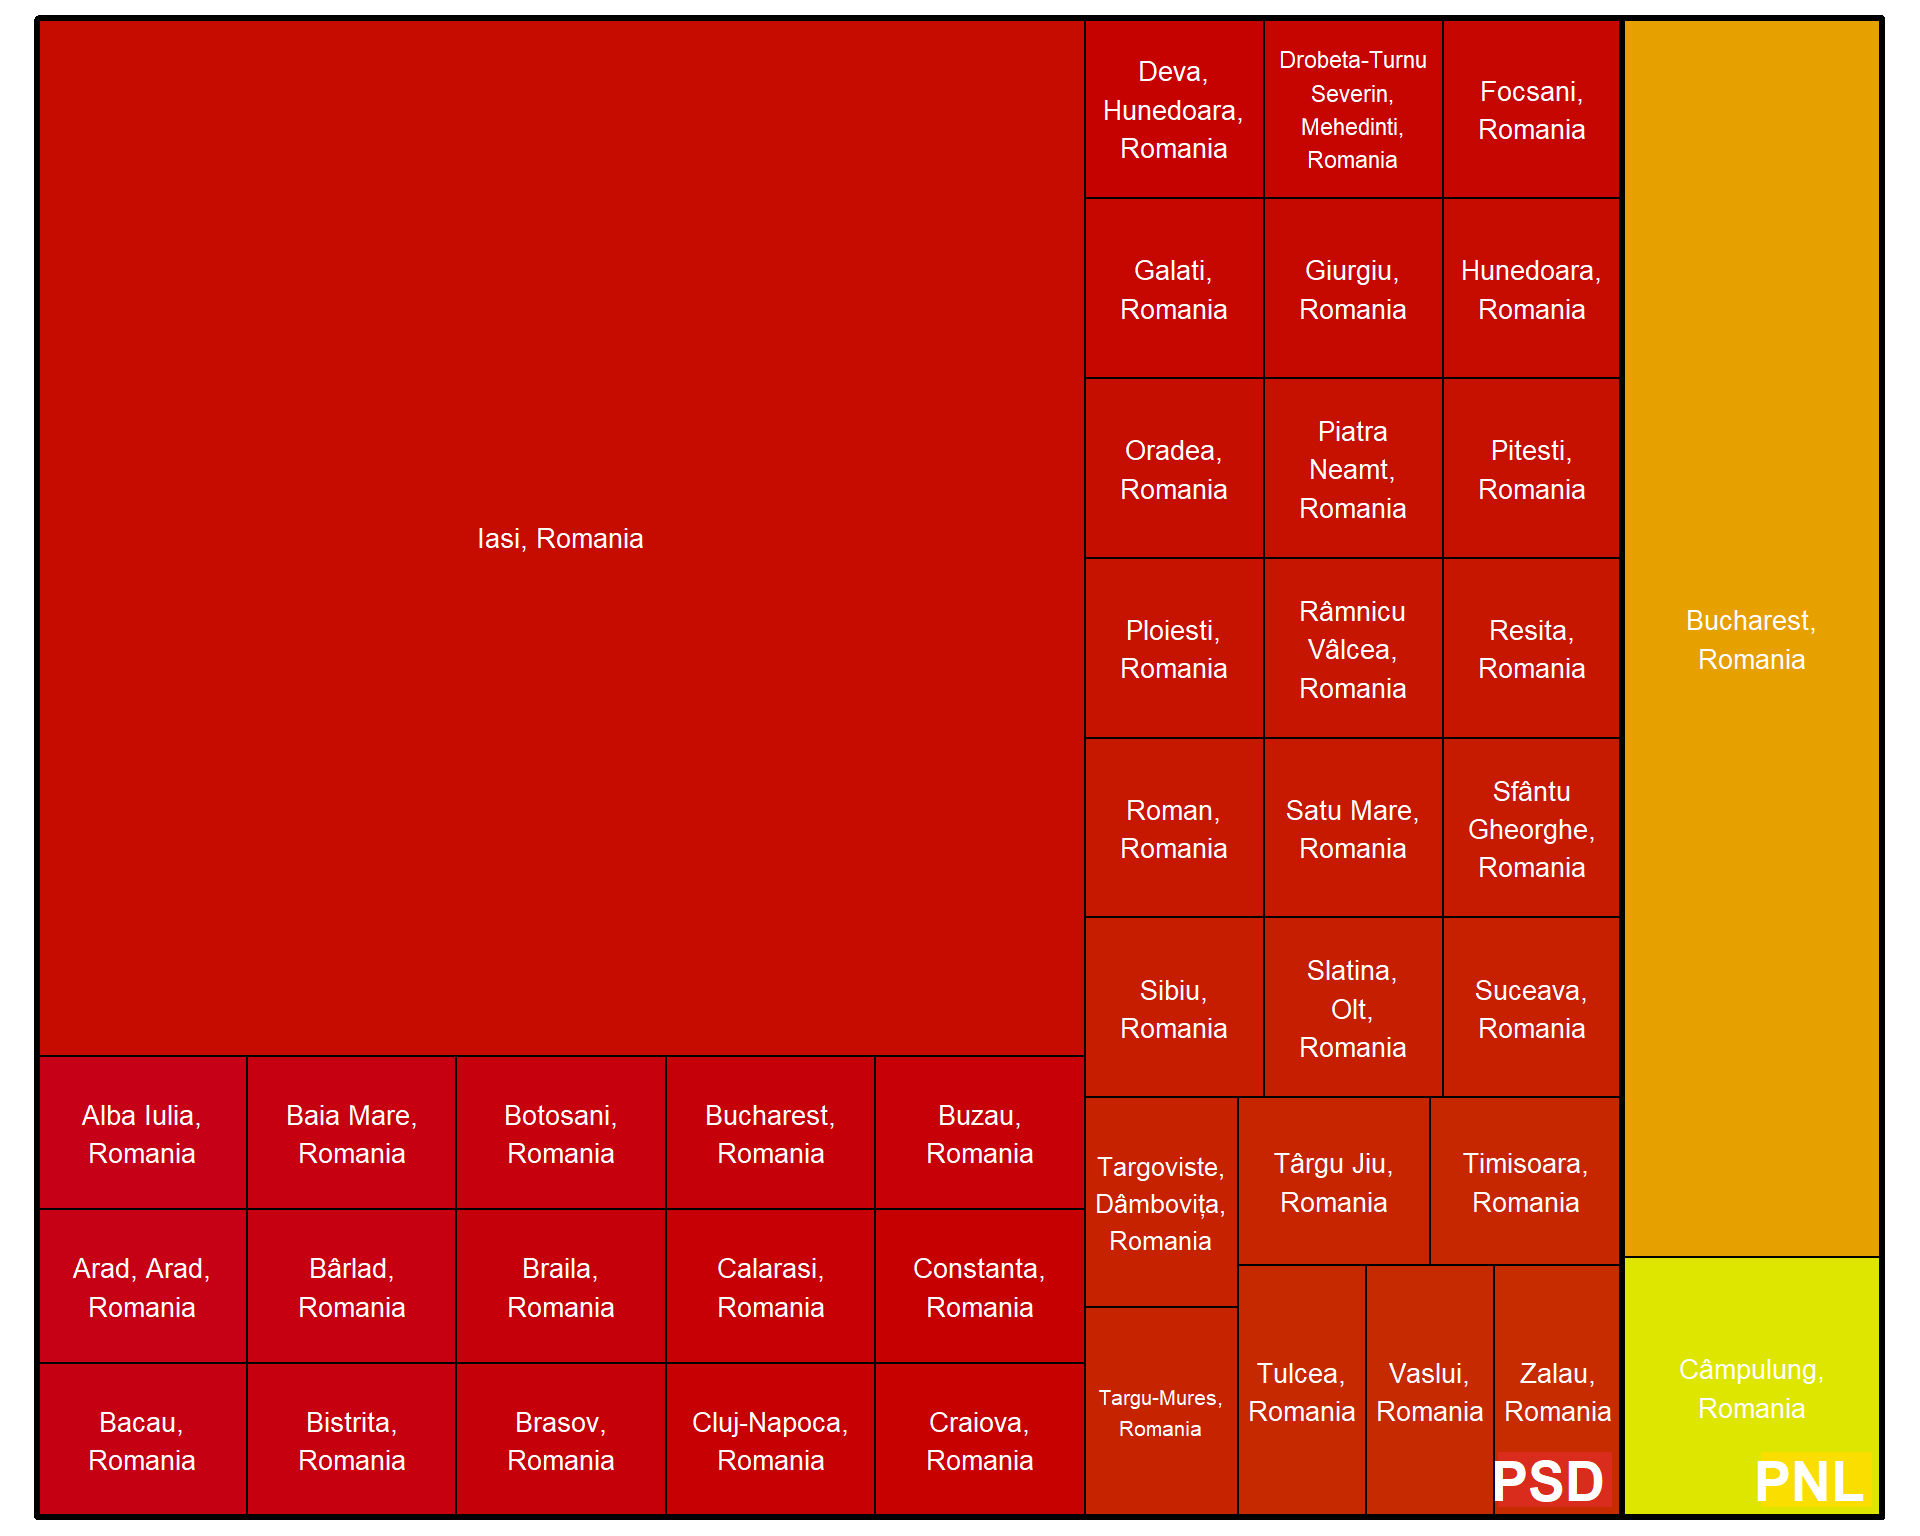 Iasi, Romania
Alba Iulia,
Romania
Baia Mare,
Romania
Botosani,
Romania
Bucharest,
Romania
Buzau,
Romania
Arad, Arad,
Romania
Bârlad,
Romania
Braila,
Romania
Calarasi,
Romania
Constanta,
Romania
Bacau,
Romania
Bistrita,
Romania
Brasov,
Romania
Cluj-Napoca,
Romania
Craiova,
Romania
Deva,
Hunedoara,
Romania
Drobeta-Turnu
Severin,
Mehedinti,
Romania
Focsani,
Romania
Galati,
Romania
Giurgiu,
Romania
Hunedoara,
Romania
Oradea,
Romania
Piatra
Neamt,
Romania
Pitesti,
Romania
Ploiesti,
Romania
Râmnicu
Vâlcea,
Romania
Resita,
Romania
Roman,
Romania
Satu Mare,
Romania
Sfântu
Gheorghe,
Romania
Sibiu,
Romania
Slatina,
Olt,
Romania
Suceava,
Romania
Targoviste,
Dâmbovița,
Romania
Târgu Jiu,
Romania
Timisoara,
Romania
Targu-Mures,
Romania
Tulcea,
Romania
Vaslui,
Romania
Zalau,
Romania
PSD
Bucharest,
Romania
Câmpulung,
Romania
PNL